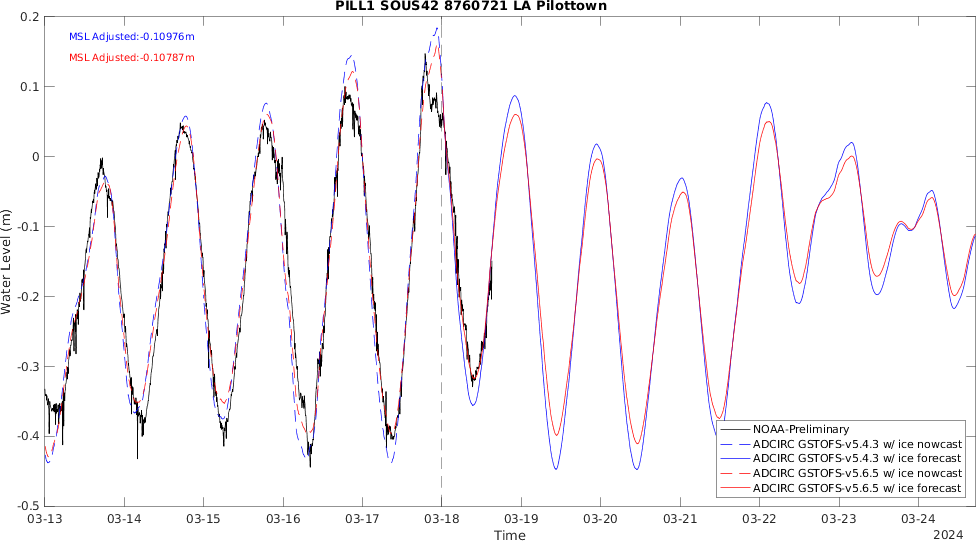 PILL1 SOUS42 8760721 LA Pilottown
MSL Adjusted:-0.10976m
MSL Adjusted:-0.10787m
0.2
0.1
0
-0.1
-0.2
-0.3
-0.4
-0.5
Water Level (m)
NOAA-Preliminary
ADCIRC GSTOFS-v5.4.3 w/ ice nowcast
ADCIRC GSTOFS-v5.4.3 w/ ice forecast
ADCIRC GSTOFS-v5.6.5 w/ ice nowcast
ADCIRC GSTOFS-v5.6.5 w/ ice forecast
03-13 03-14 03-15 03-16 03-17 03-18 03-19 03-20 03-21 03-22 03-23 03-24
Time
2024